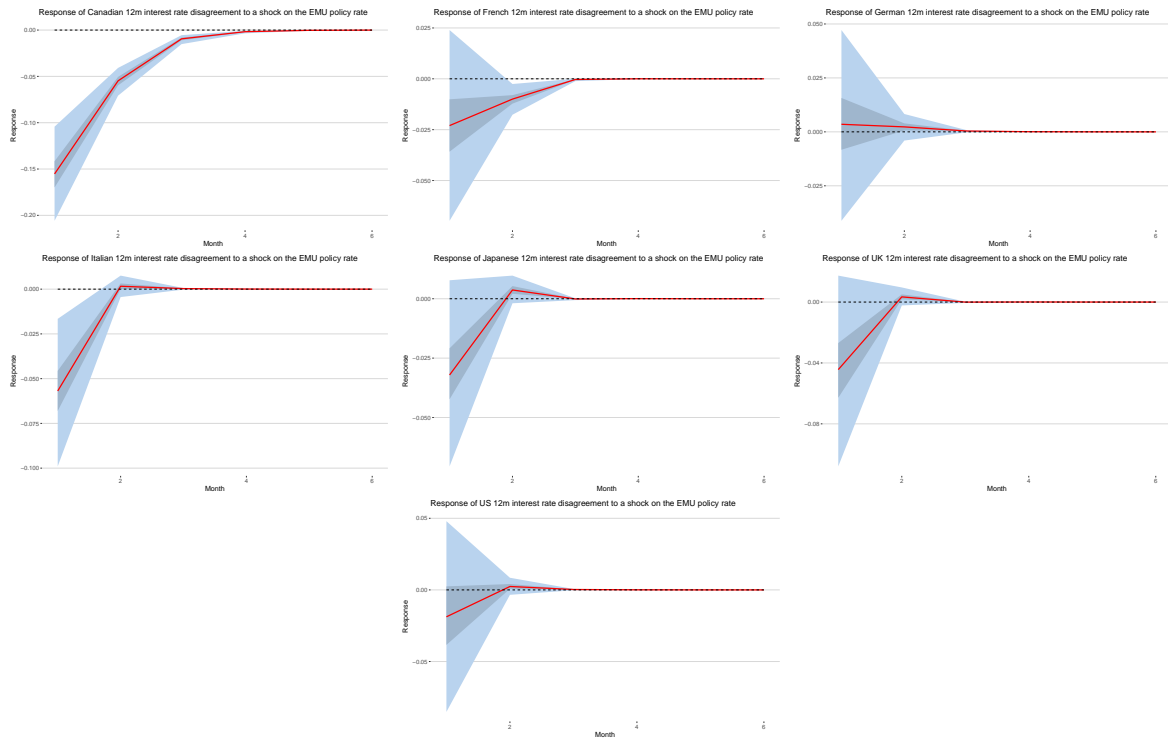 Response of Canadian 12m interest rate disagreement to a shock on the EMU policy rate
0.00
−0.05
−0.10
−0.15
−0.20
Response
2
4
6
Month
Response of French 12m interest rate disagreement to a shock on the EMU policy rate
0.000
−0.025
−0.050
Response
2
4
6
Month
Response of German 12m interest rate disagreement to a shock on the EMU policy rate
0.050
0.025
0.000
−0.025
Response
2
4
6
Month
Response of Italian 12m interest rate disagreement to a shock on the EMU policy rate
0.000
−0.025
−0.050
−0.075
−0.100
Response
2
4
6
Month
Response of Japanese 12m interest rate disagreement to a shock on the EMU policy rate
0.000
−0.025
−0.050
Response
2
4
6
Month
Response of UK 12m interest rate disagreement to a shock on the EMU policy rate
0.00
−0.04
−0.08
Response
2
4
6
Month
Response of US 12m interest rate disagreement to a shock on the EMU policy rate
0.05
0.00
−0.05
Response
2
4
6
Month